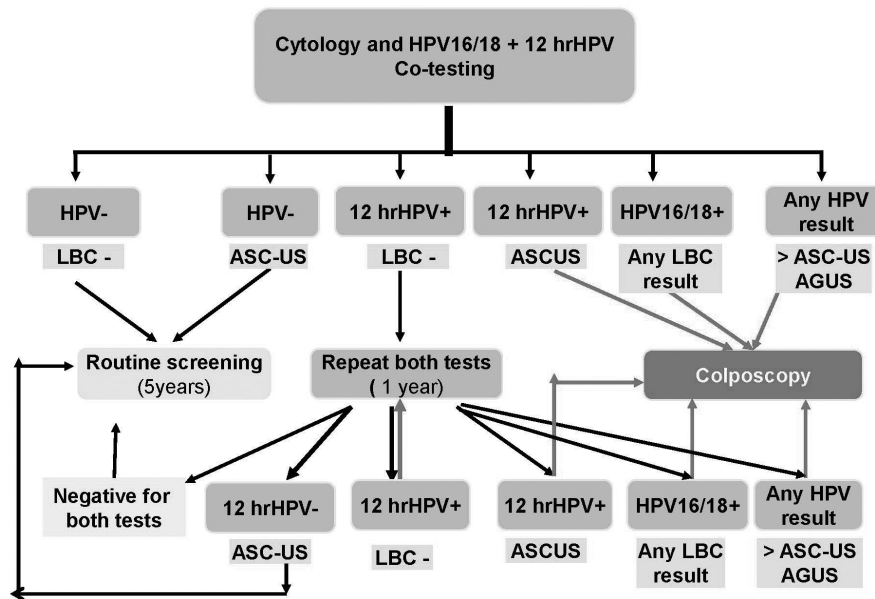 Cytology and HPV16/18 + 12 hrHPV
Co-testing
HPV-
LBC -
HPV-
ASC-US
12 hrHPV+
LBC -
12 hrHPV+
ASCUS
HPV16/18+
Any LBC
result
Any HPV
result
> ASC-US
AGUS
Routine screening
(5years)
Repeat both tests
( 1 year)
Colposcopy
Negative for
both tests
12 hrHPV-
ASC-US
12 hrHPV+
LBC -
12 hrHPV+
ASCUS
HPV16/18+
Any LBC
result
Any HPV
result
> ASC-US
AGUS